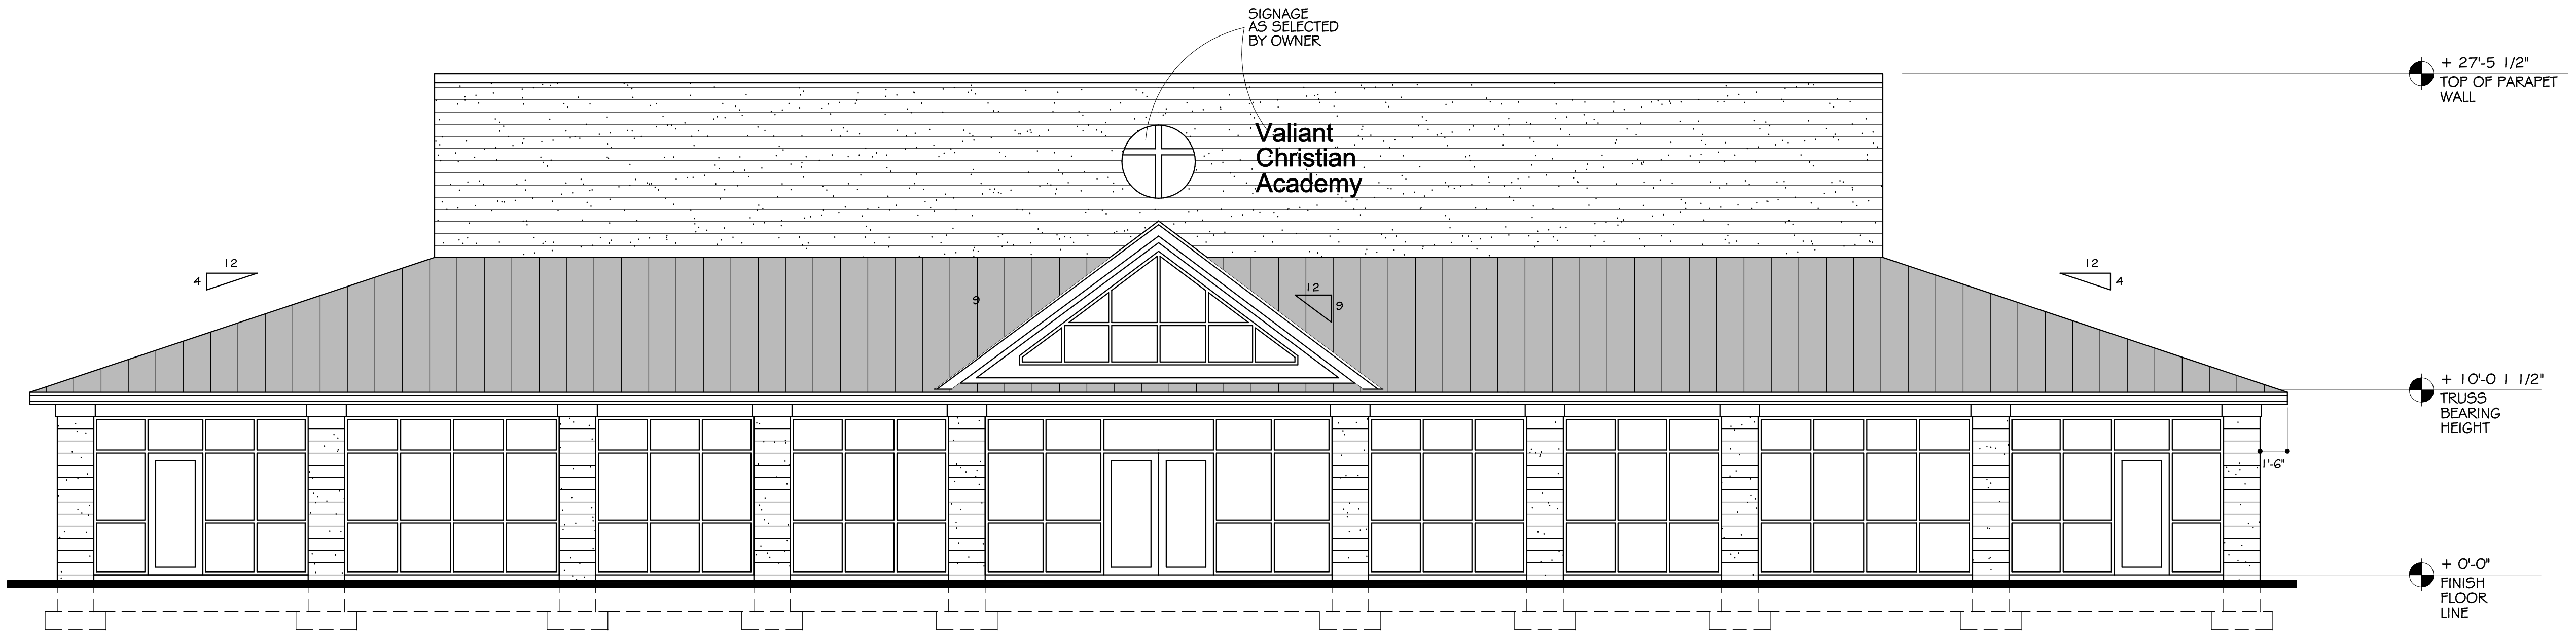 SIGNAGE
AS SELECTED
BY OWNER
+ 27'-5 1/2"
TOP OF PARAPET
WALL
Valiant
Christian
Academy
12
4
12
4
9
12
9
+ 10'-0 1 1/2"
TRUSS
BEARING
HEIGHT
1'-6"
+ 0'-0"
FINISH
FLOOR
LINE